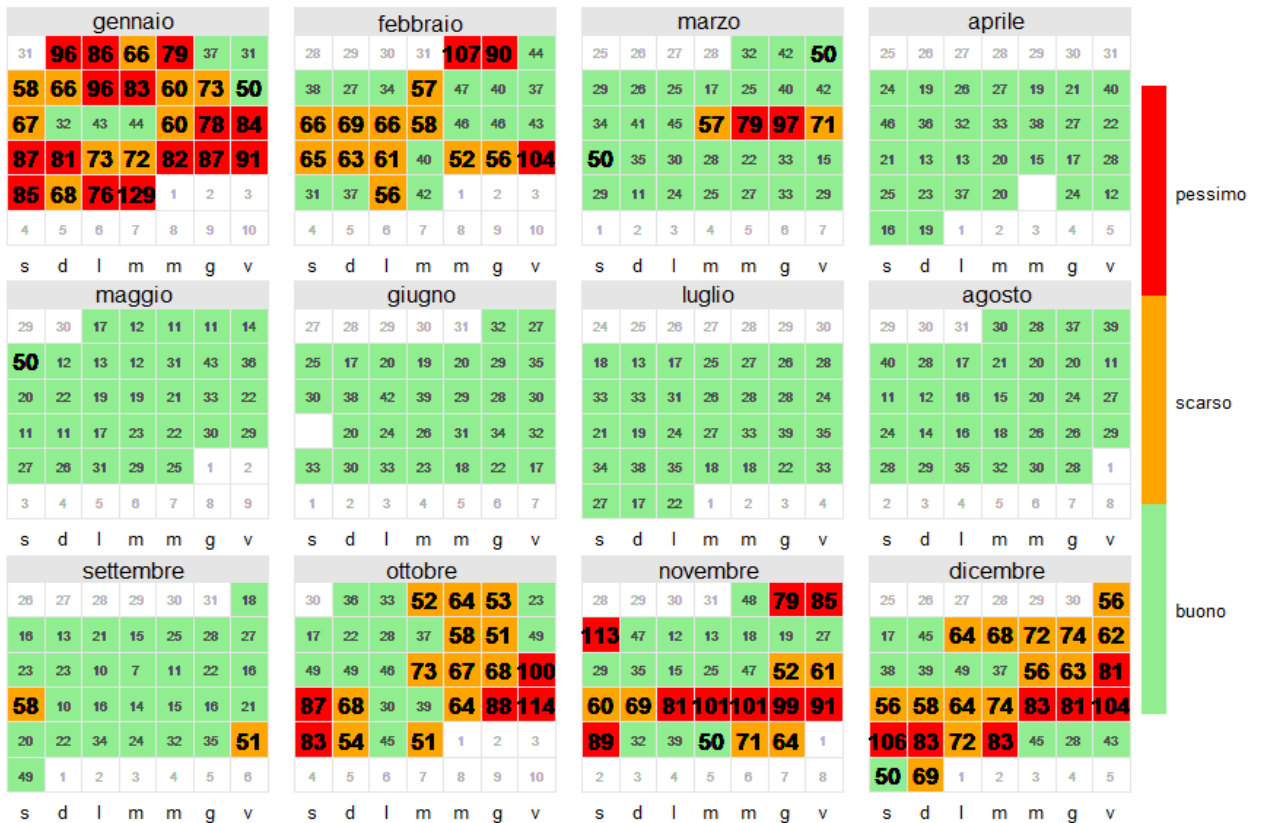 gennaio febbraio marzo aprile
31 96 86 66 79 37 31 28 29 30 31 107 90 44 25 26 27 28 32 42 50 25 26 27 28 29 30 31
58 66 96 83 60 73 50 38 27 34 57 47 40 37 29 26 25 17 25 40 42 24 19 26 27 19 21 40
67 32 43 44 60 78 84 66 69 66 58 46 46 43 34 41 45 57 79 97 71 46 36 32 33 38 27 22
87 81 73 72 82 87 91 65 63 61 40 52 56 104 50 35 30 28 22 33 15 21 13 13 20 15 17 28
85 68 76 129 1 2 3 31 37 56 42 1 2 3 29 11 24 25 27 33 29 25 23 37 20 24 12
4 5 6 7 8 9 10 4 5 6 7 8 9 10 1 2 3 4 5 6 7 16 19 1 2 3 4 5
s d l m m g v s d l m m g v s d l m m g v s d l m m g v
pessimo
maggio giugno luglio agosto
29 30 17 12 11 11 14 27 28 29 30 31 32 27 24 25 26 27 28 29 30 29 30 31 30 28 37 39
50 12 13 12 31 43 36 25 17 20 19 20 29 35 18 13 17 25 27 26 28 40 28 17 21 20 20 11
20 22 19 19 21 33 22 30 38 42 39 29 28 30 33 33 31 26 28 28 24 11 12 16 15 20 24 27
11 11 17 23 22 30 29 20 24 26 31 34 32 21 19 24 27 33 39 35 24 14 16 18 26 26 29
27 26 31 29 25 1 2 33 30 33 23 18 22 17 34 38 35 18 18 22 33 28 29 35 32 30 28 1
3 4 5 6 7 8 9 1 2 3 4 5 6 7 27 17 22 1 2 3 4 2 3 4 5 6 7 8
s d l m m g v s d l m m g v s d l m m g v s d l m m g v
scarso
settembre ottobre novembre dicembre
26 27 28 29 30 31 18 30 36 33 52 64 53 23 28 29 30 31 48 79 85 25 26 27 28 29 30 56
16 13 21 15 25 28 27 17 22 28 37 58 51 49 113 47 12 13 18 19 27 17 45 64 68 72 74 62
23 23 10 7 11 22 16 49 49 46 73 67 68 100 29 35 15 25 47 52 61 38 39 49 37 56 63 81
58 10 16 14 15 16 21 87 68 30 39 64 88 114 60 69 81 101 101 99 91 56 58 64 74 83 81 104
20 22 34 24 32 35 51 83 54 45 51 1 2 3 89 32 39 50 71 64 1 106 83 72 83 45 28 43
49 1 2 3 4 5 6 4 5 6 7 8 9 10 2 3 4 5 6 7 8 50 69 1 2 3 4 5
s d l m m g v s d l m m g v s d l m m g v s d l m m g v
buono